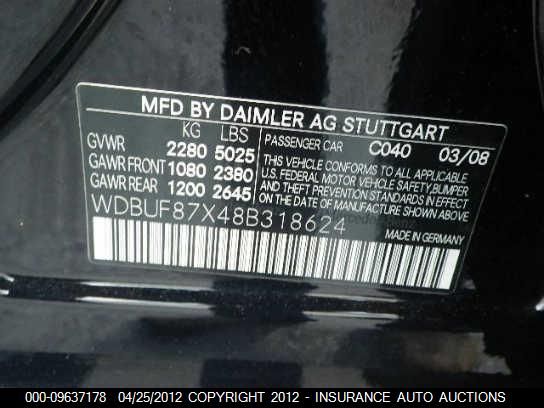 MFD BY DAIMLER AG STUTTGART
KG LBS PASSENGER CAR C040 03/08
GVWR 2280 5025 THIS VEHICLE CONFORMS TO ALL APPLICABLE
GAWR FRONT 1080 2380 U.S. FEDERAL MOTOR VEHICLE SAFETY, BUMPER
GAWR REAR 1200 2645 AND THEFT PREVENTION STANDARDS IN EFFECT
WDBUF87X48B318624 ON THE DATE OF MANUFACTURE SHOWN ABOVE.
MADE IN GERMANY
000-09637178 04/25/2012 COPYRIGHT 2012 - INSURANCE AUTO AUCTIONS